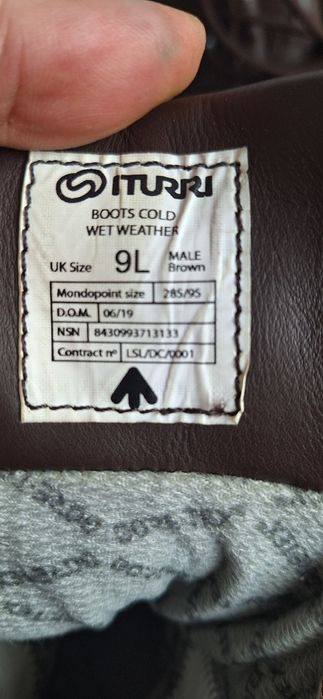 ITURRI
BOOTS COLD
WET WEATHER
UK Size 9L MALE Brown
Mondopoint size 285/95
D.O.M. 06/19
NSN 8430993713133
Contract nº LSL/DC/0001